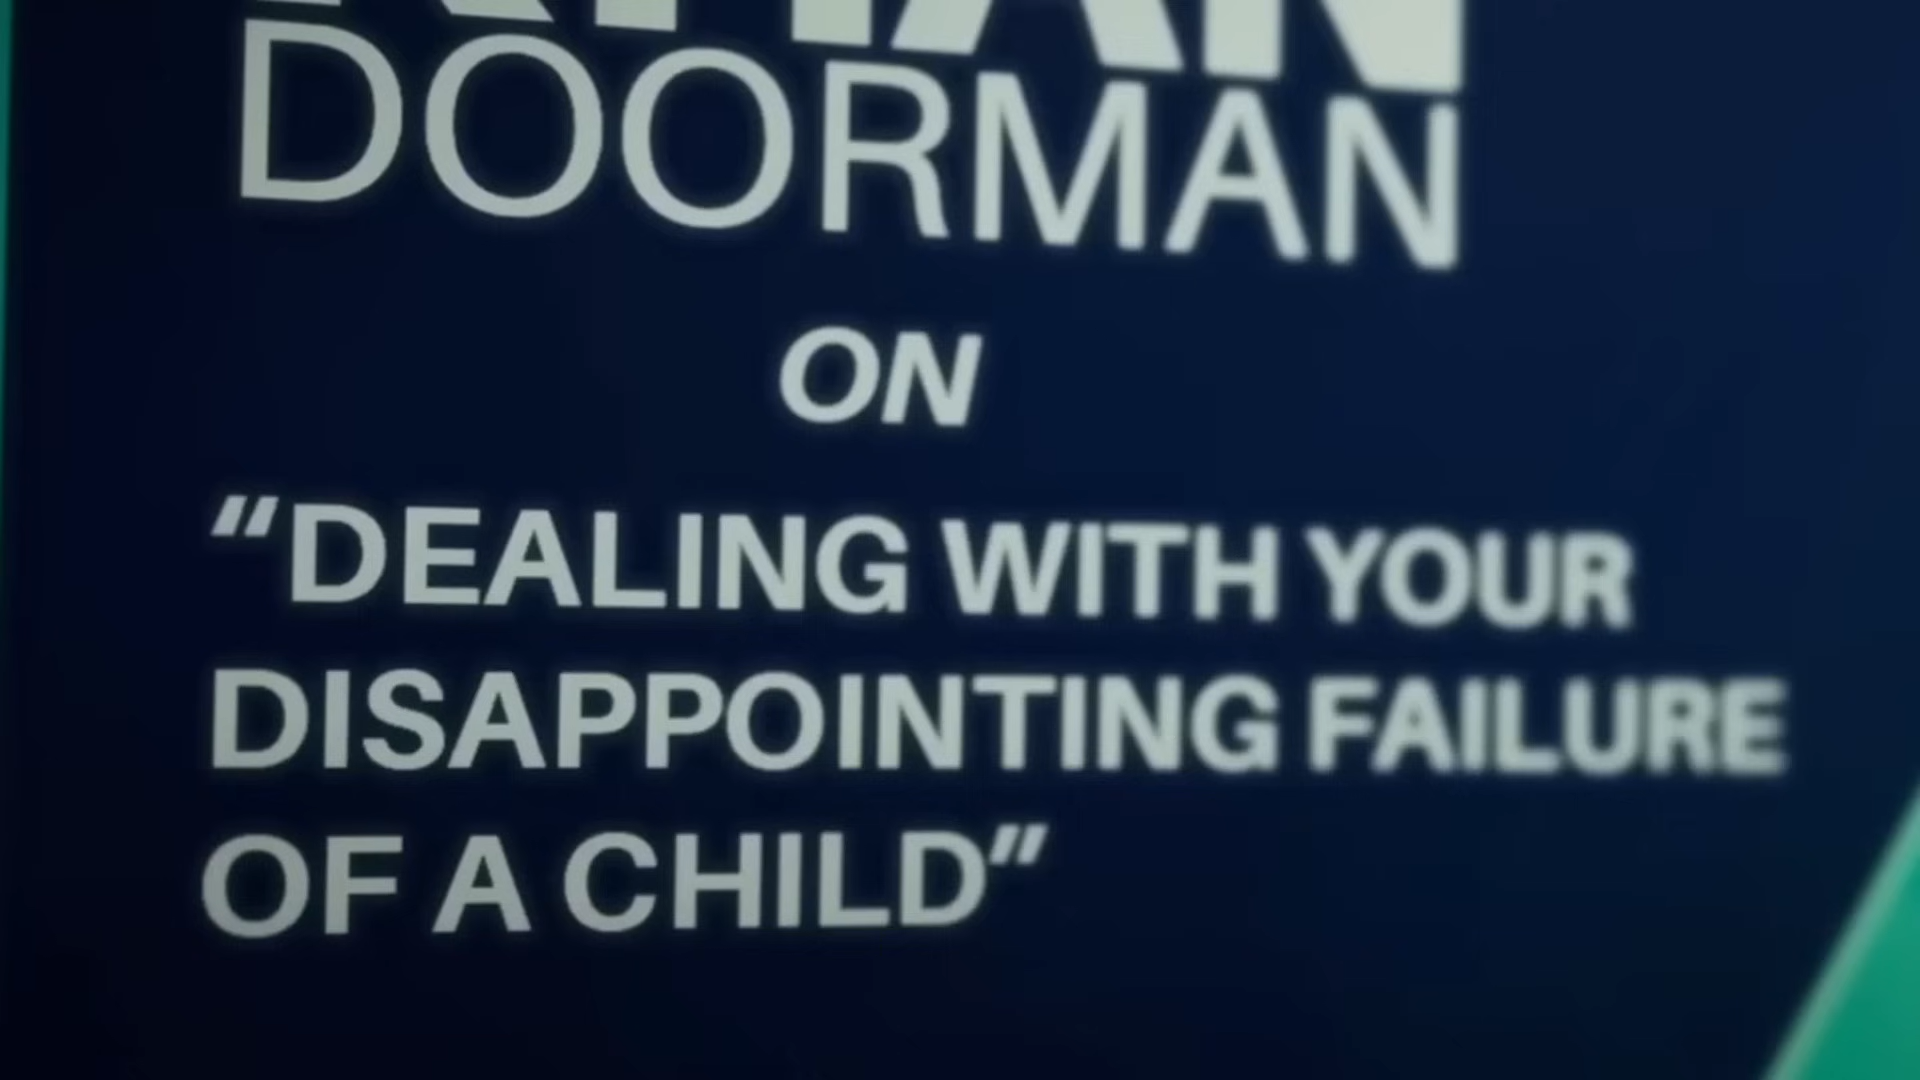 DOORMAN
ON
"DEALING WITH YOUR
DISAPPOINTING FAILURE
OF A CHILD"